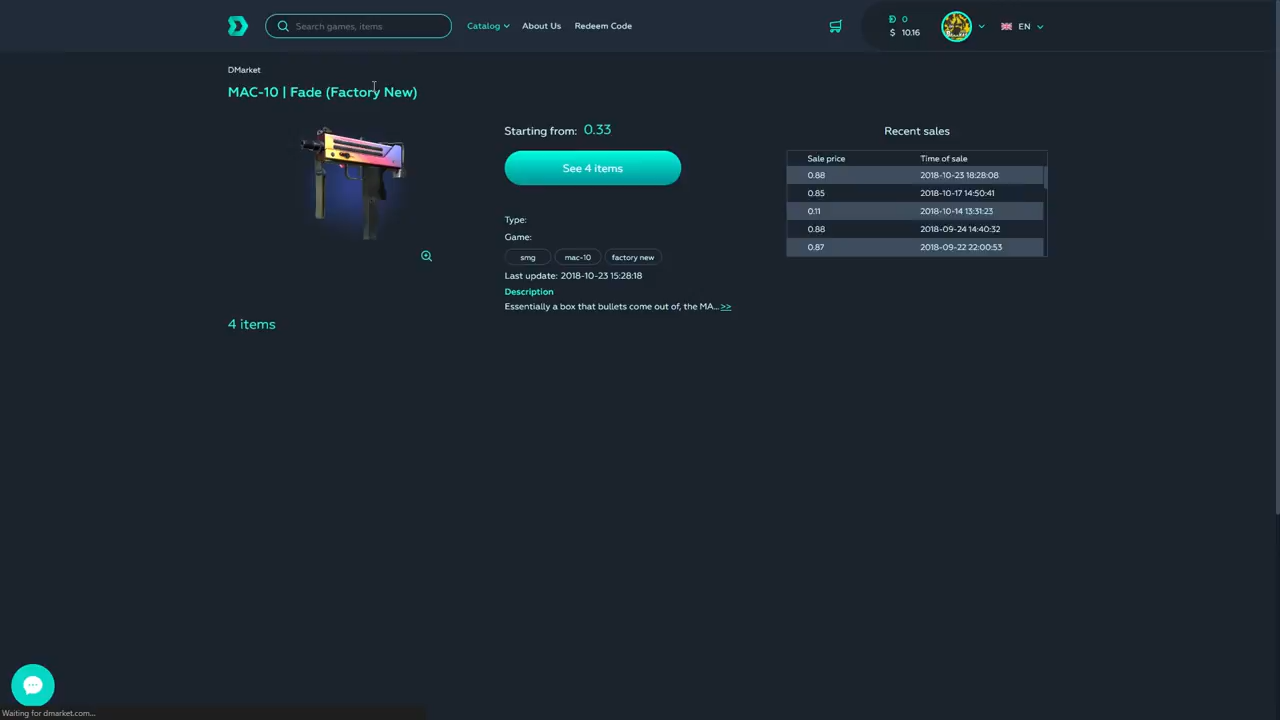 Search games, items
Catalog
About Us
Redeem Code
0
$ 10.16
EN
DMarket
MAC-10 | Fade (Factory New)
Starting from: 0.33
See 4 items
Type:
Game:
smg
mac-10
factory new
Last update: 2018-10-23 15:28:18
Description
Essentially a box that bullets come out of, the MA... >>
Recent sales
Sale price Time of sale
0.88 2018-10-23 18:28:08
0.85 2018-10-17 14:50:41
0.11 2018-10-14 13:31:23
0.88 2018-09-24 14:40:32
0.87 2018-09-22 22:00:53
4 items
Waiting for dmarket.com...